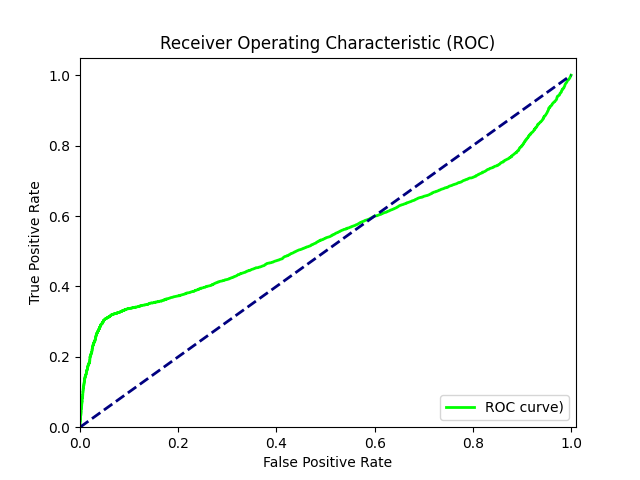 Receiver Operating Characteristic (ROC)
True Positive Rate
1.0
0.8
0.6
0.4
0.2
0.0
ROC curve)
0.0 0.2 0.4 0.6 0.8 1.0
False Positive Rate